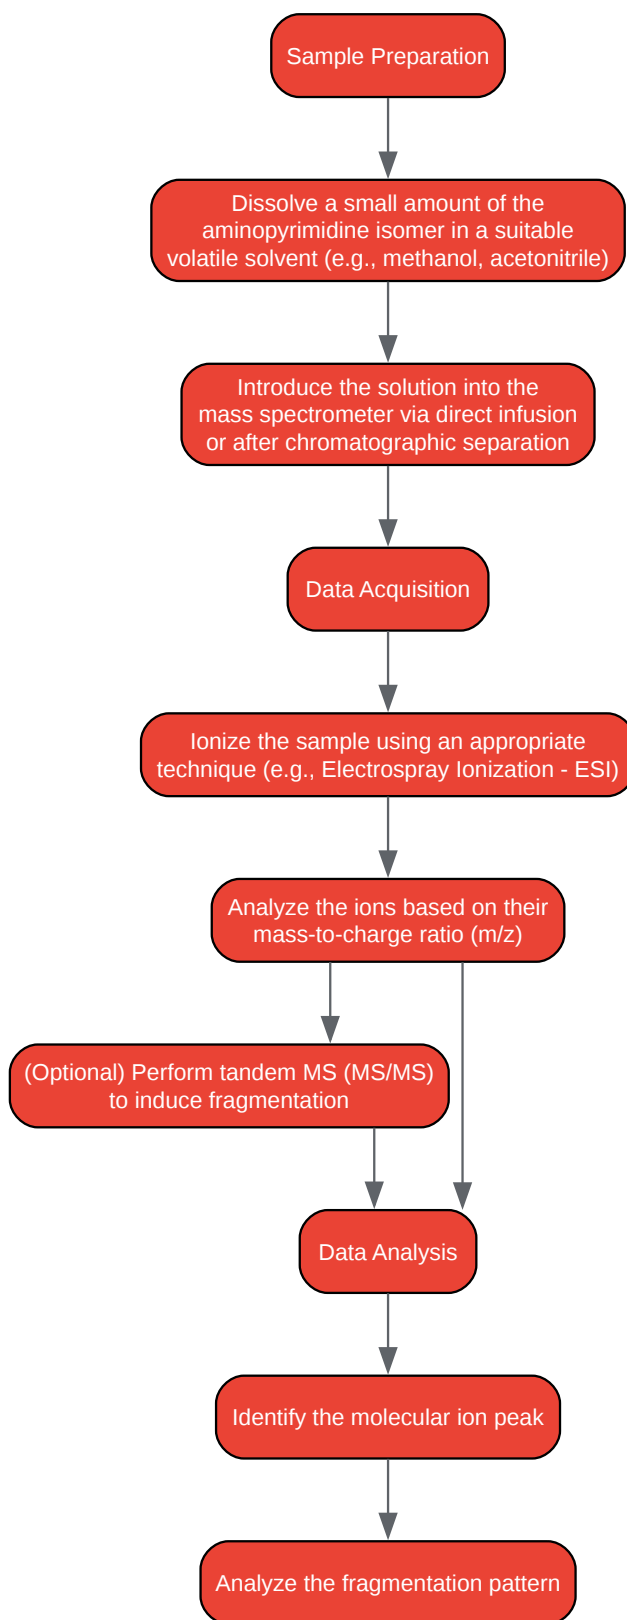 Sample Preparation
Dissolve a small amount of the
aminopyrimidine isomer in a suitable
volatile solvent (e.g., methanol, acetonitrile)
Introduce the solution into the
mass spectrometer via direct infusion
or after chromatographic separation
Data Acquisition
Ionize the sample using an appropriate
technique (e.g., Electrospray Ionization - ESI)
Analyze the ions based on their
mass-to-charge ratio (m/z)
(Optional) Perform tandem MS (MS/MS)
to induce fragmentation
Data Analysis
Identify the molecular ion peak
Analyze the fragmentation pattern